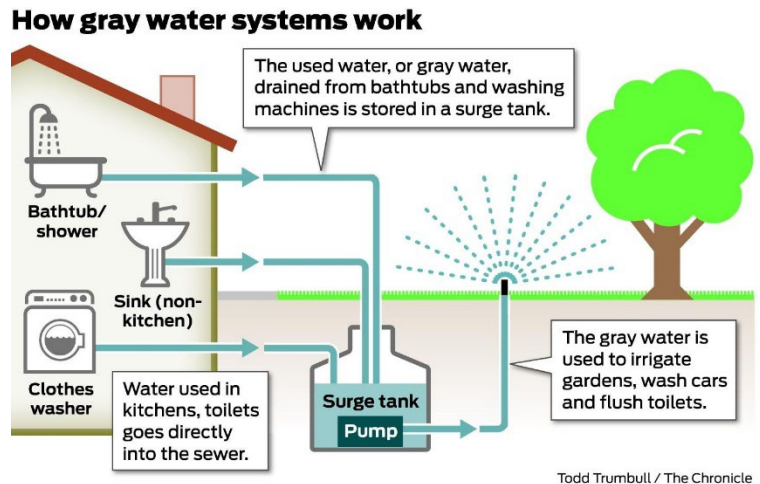 How gray water systems work
The used water, or gray water,
drained from bathtubs and washing
machines is stored in a surge tank.
Bathtub/
shower
Sink (non-
kitchen)
Clothes
washer
Water used in
kitchens, toilets
goes directly
into the sewer.
Surge tank
Pump
The gray water is
used to irrigate
gardens, wash cars
and flush toilets.
Todd Trumbull / The Chronicle